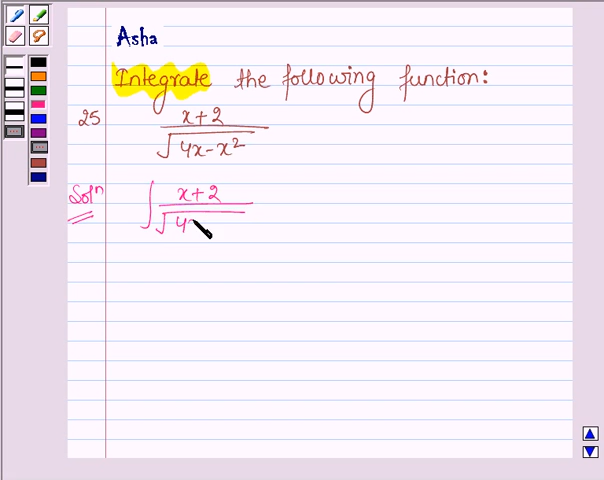 Asha
Integrate the following function:
25 x+2
√4x-x²
Solⁿ ∫ x+2
√4